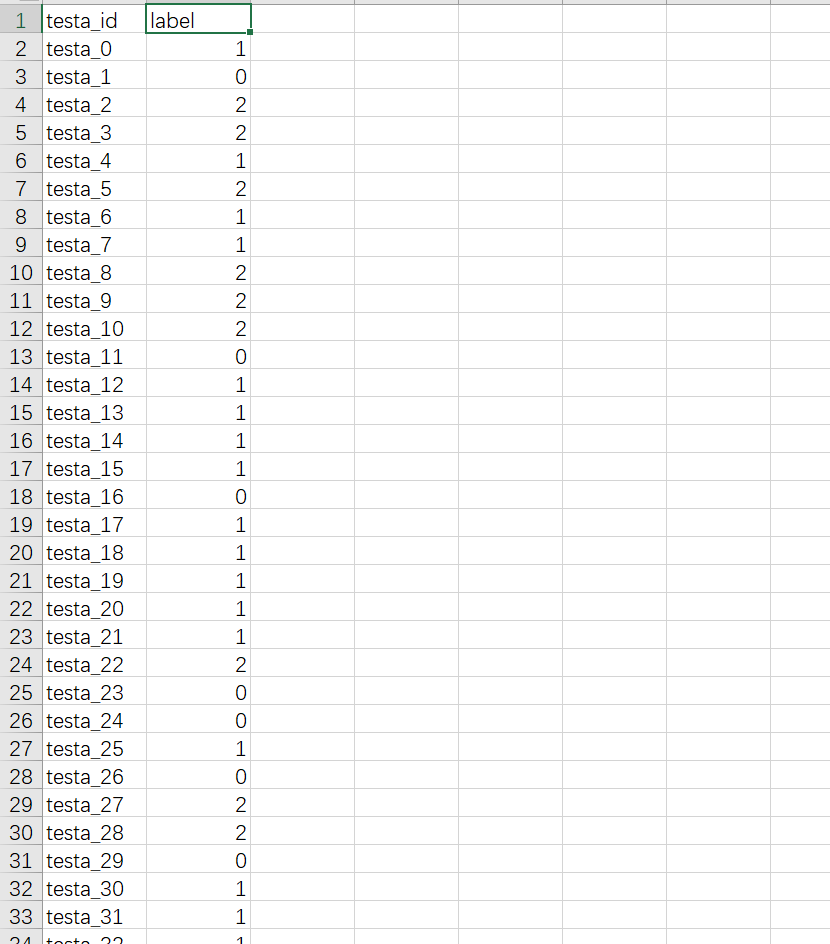 1 testa_id label
2 testa_0 1
3 testa_1 0
4 testa_2 2
5 testa_3 2
6 testa_4 1
7 testa_5 2
8 testa_6 1
9 testa_7 1
10 testa_8 2
11 testa_9 2
12 testa_10 2
13 testa_11 0
14 testa_12 1
15 testa_13 1
16 testa_14 1
17 testa_15 1
18 testa_16 0
19 testa_17 1
20 testa_18 1
21 testa_19 1
22 testa_20 1
23 testa_21 1
24 testa_22 2
25 testa_23 0
26 testa_24 0
27 testa_25 1
28 testa_26 0
29 testa_27 2
30 testa_28 2
31 testa_29 0
32 testa_30 1
33 testa_31 1
34 testa_32 1